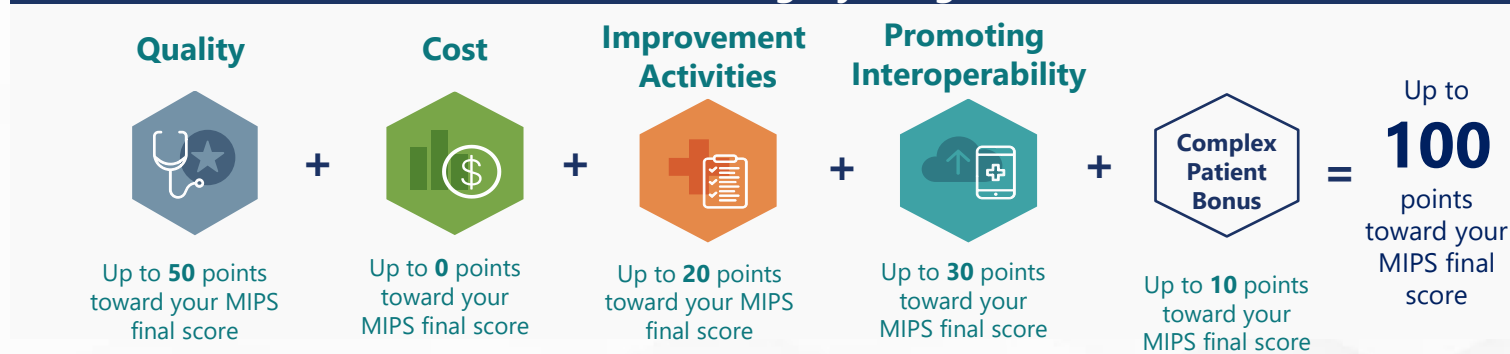 Quality
Up to 50 points
toward your MIPS
final score
+
Cost
$
Up to 0 points
toward your
MIPS final score
+
Improvement
Activities
Up to 20 points
toward your MIPS
final score
+
Promoting
Interoperability
Up to 30 points
toward your
MIPS final score
+
Complex
Patient
Bonus
Up to 10 points
toward your
MIPS final score
=
Up to
100
points
toward your
MIPS final
score